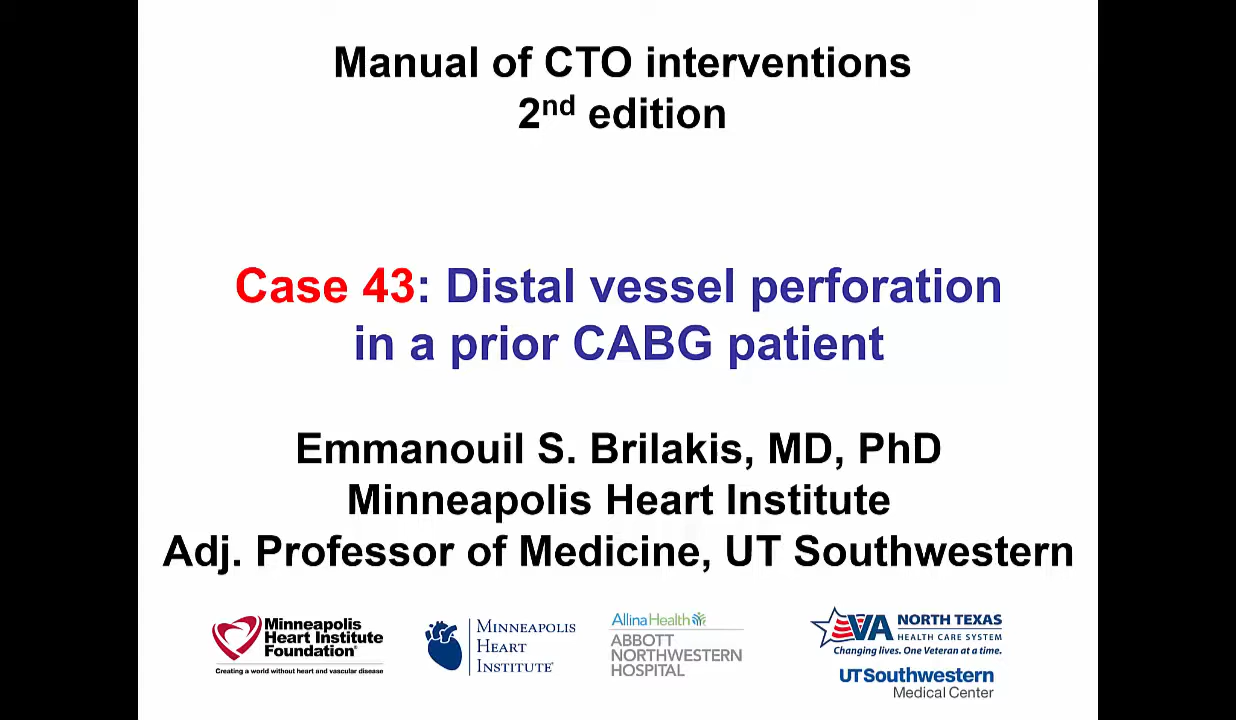 Manual of CTO interventions
2nd edition
Case 43: Distal vessel perforation
in a prior CABG patient
Emmanouil S. Brilakis, MD, PhD
Minneapolis Heart Institute
Adj. Professor of Medicine, UT Southwestern
Minneapolis
Heart Institute
Foundation®
Creating a world without heart and vascular disease
MINNEAPOLIS
HEART
INSTITUTE®
AllinaHealth
ABBOTT
NORTHWESTERN
HOSPITAL
VA NORTH TEXAS
HEALTH CARE SYSTEM
Changing lives. One Veteran at a time.
UTSouthwestern
Medical Center